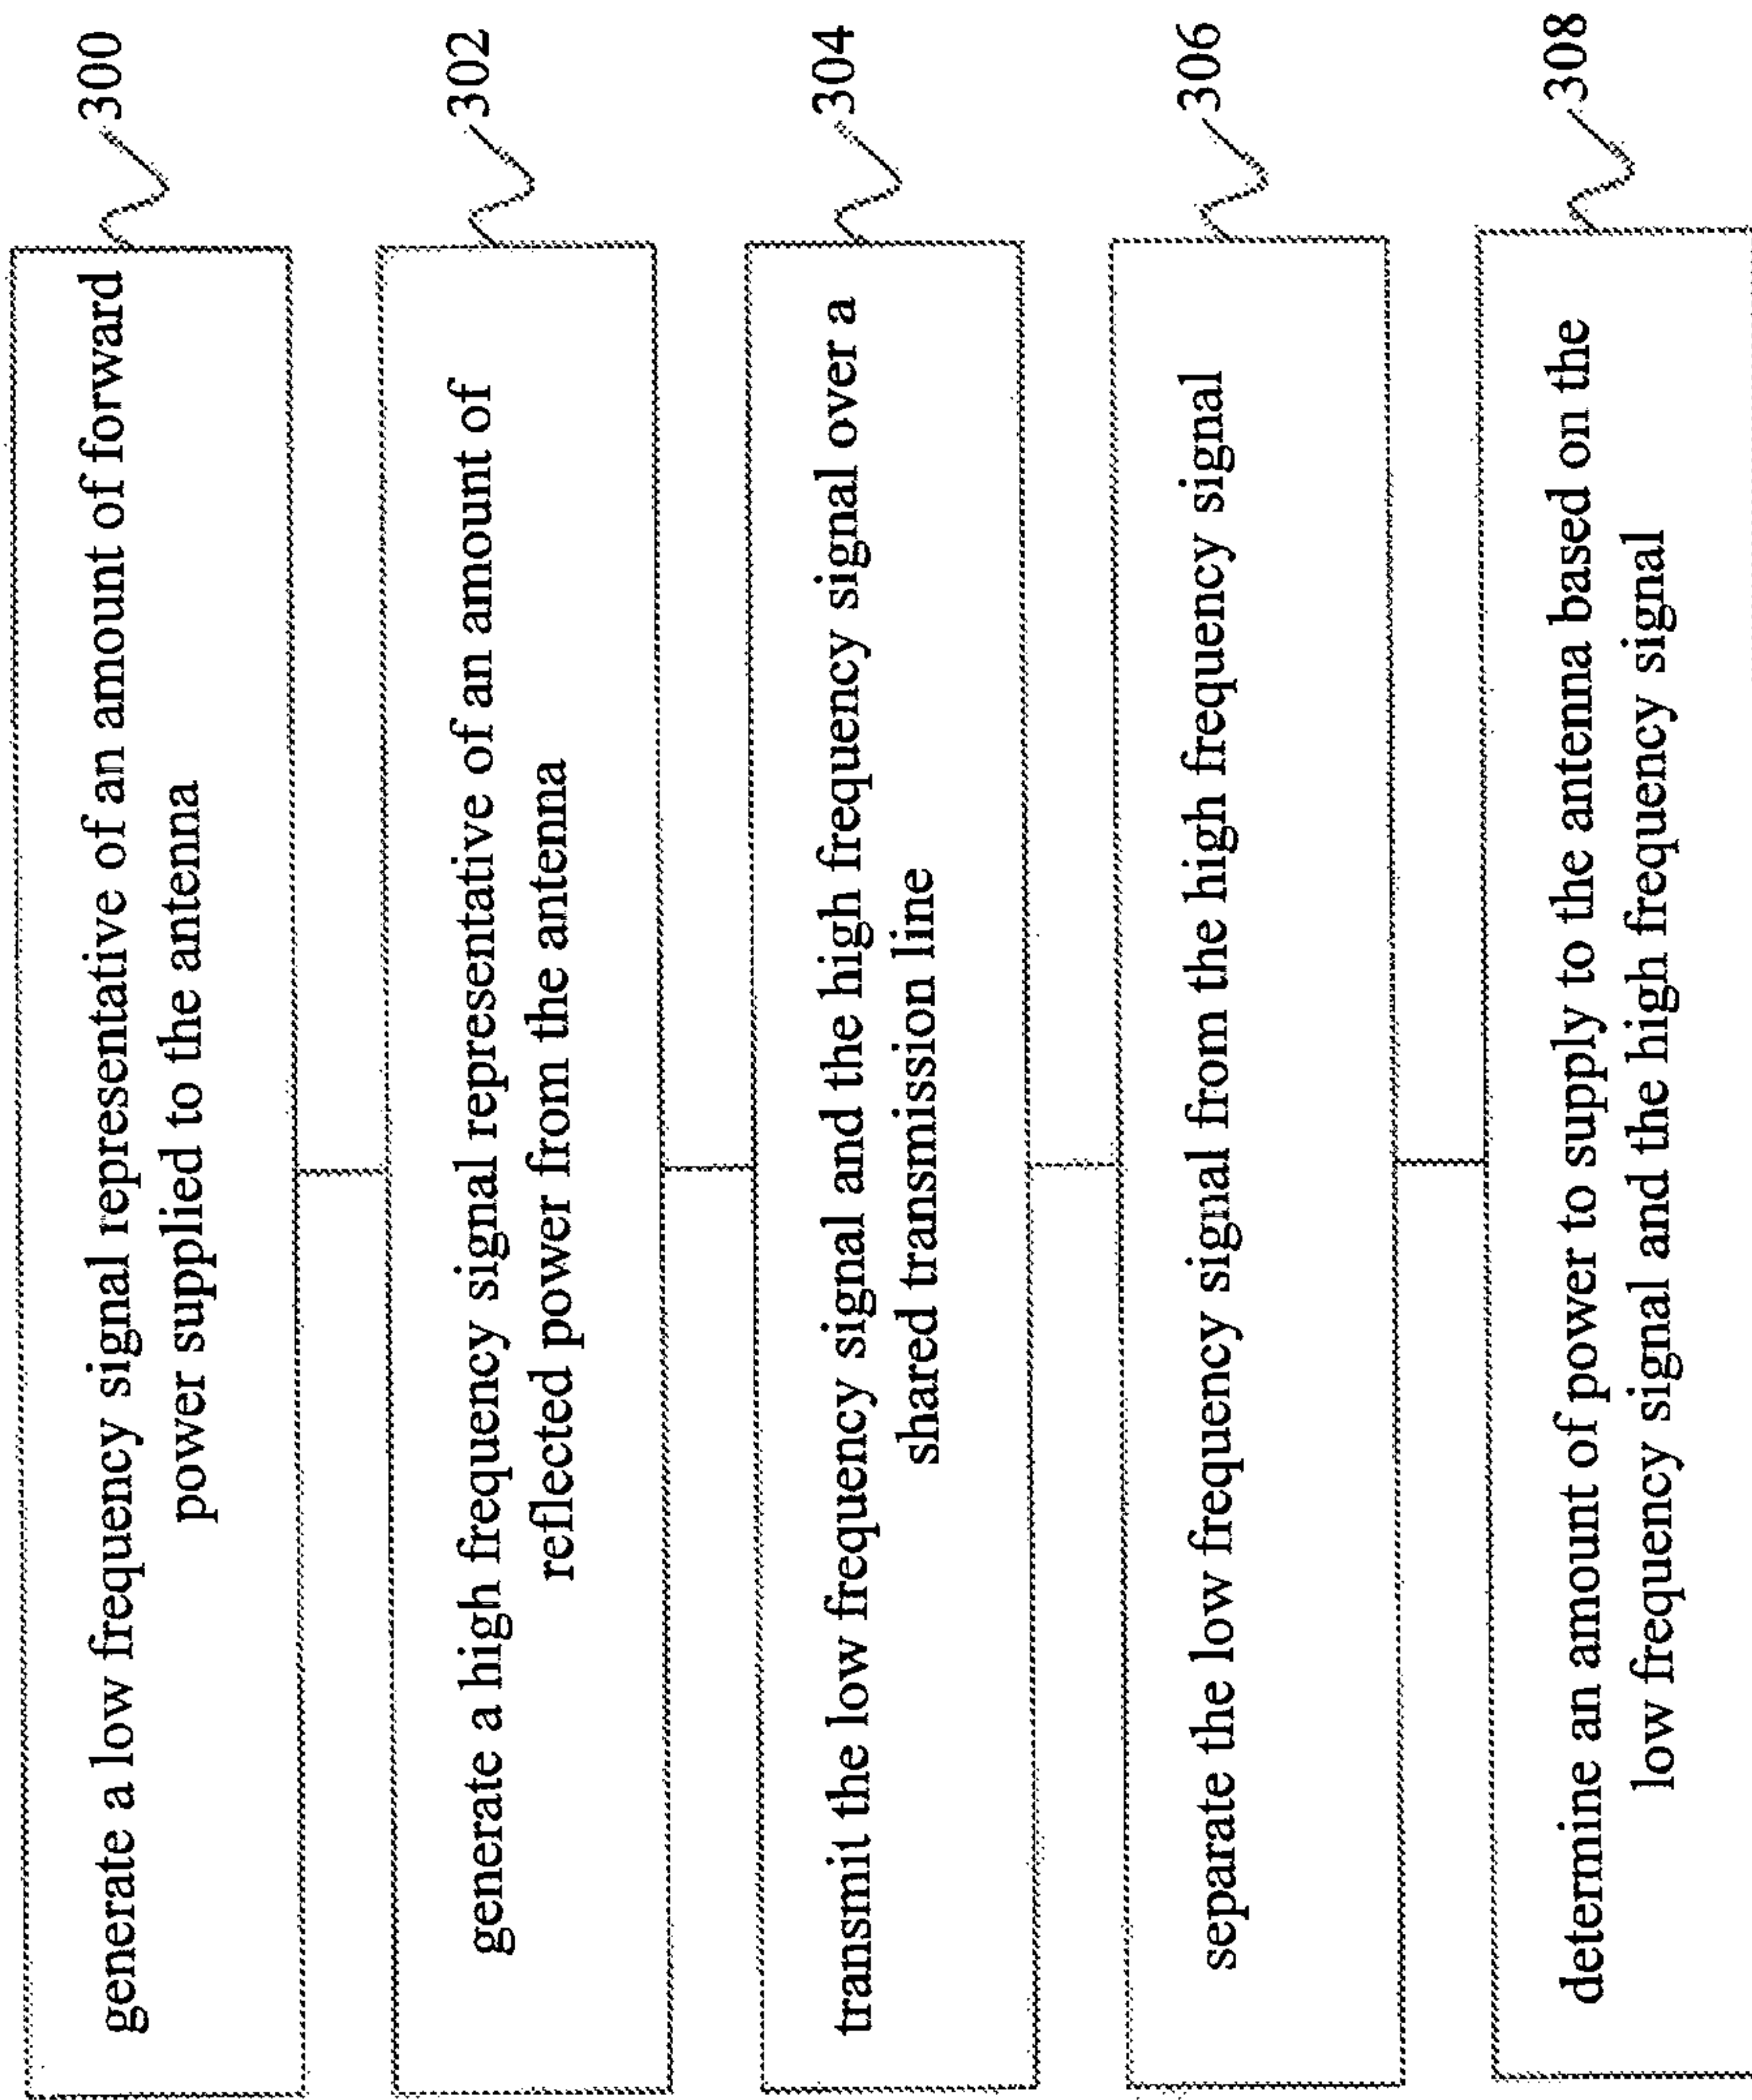 generate a low frequency signal representative of an amount of forward
power supplied to the antenna
300
generate a high frequency signal representative of an amount of
reflected power from the antenna
302
transmit the low frequency signal and the high frequency signal over a
shared transmission line
304
separate the low frequency signal from the high frequency signal
306
determine an amount of power to supply to the antenna based on the
low frequency signal and the high frequency signal
308